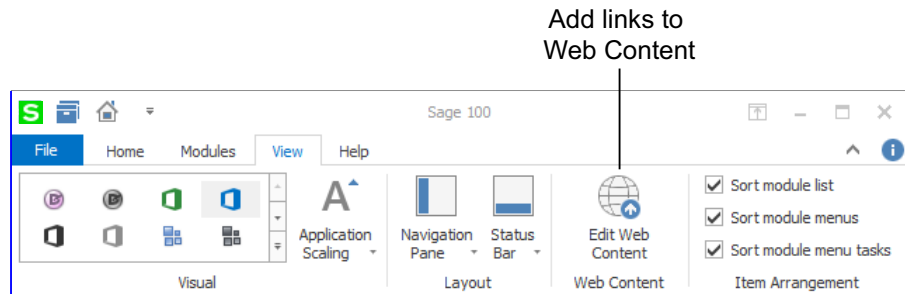 Add links to
Web Content
S
Sage 100
File Home Modules View Help
i
Sort module list
A
Sort module menus
Application
Scaling
Navigation
Pane
Status
Bar
Edit Web
Content
Sort module menu tasks
Visual Layout Web Content Item Arrangement